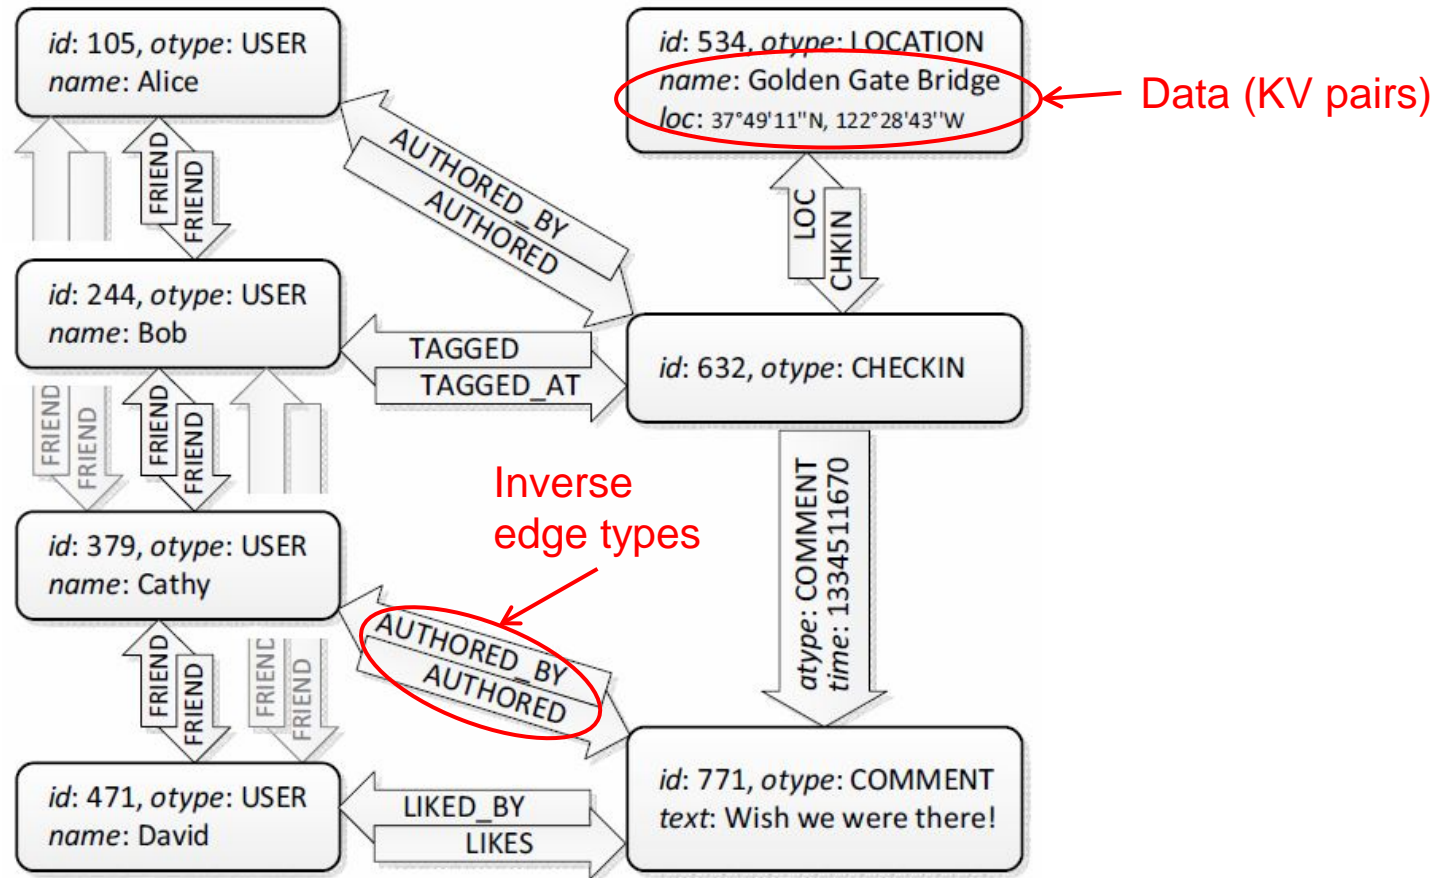 id: 105, otype: USER
name: Alice
id: 534, otype: LOCATION
name: Golden Gate Bridge
loc: 37°49'11"N, 122°28'43''W
Data (KV pairs)
FRIEND
FRIEND
AUTHORED_BY
AUTHORED
LOC
CHKIN
id: 244, otype: USER
name: Bob
TAGGED
TAGGED_AT
id: 632, otype: CHECKIN
FRIEND
FRIEND
FRIEND
FRIEND
Inverse
edge types
atype: COMMENT
time: 1334511670
id: 379, otype: USER
name: Cathy
AUTHORED_BY
AUTHORED
FRIEND
FRIEND
FRIEND
FRIEND
id: 471, otype: USER
name: David
LIKED_BY
LIKES
id: 771, otype: COMMENT
text: Wish we were there!